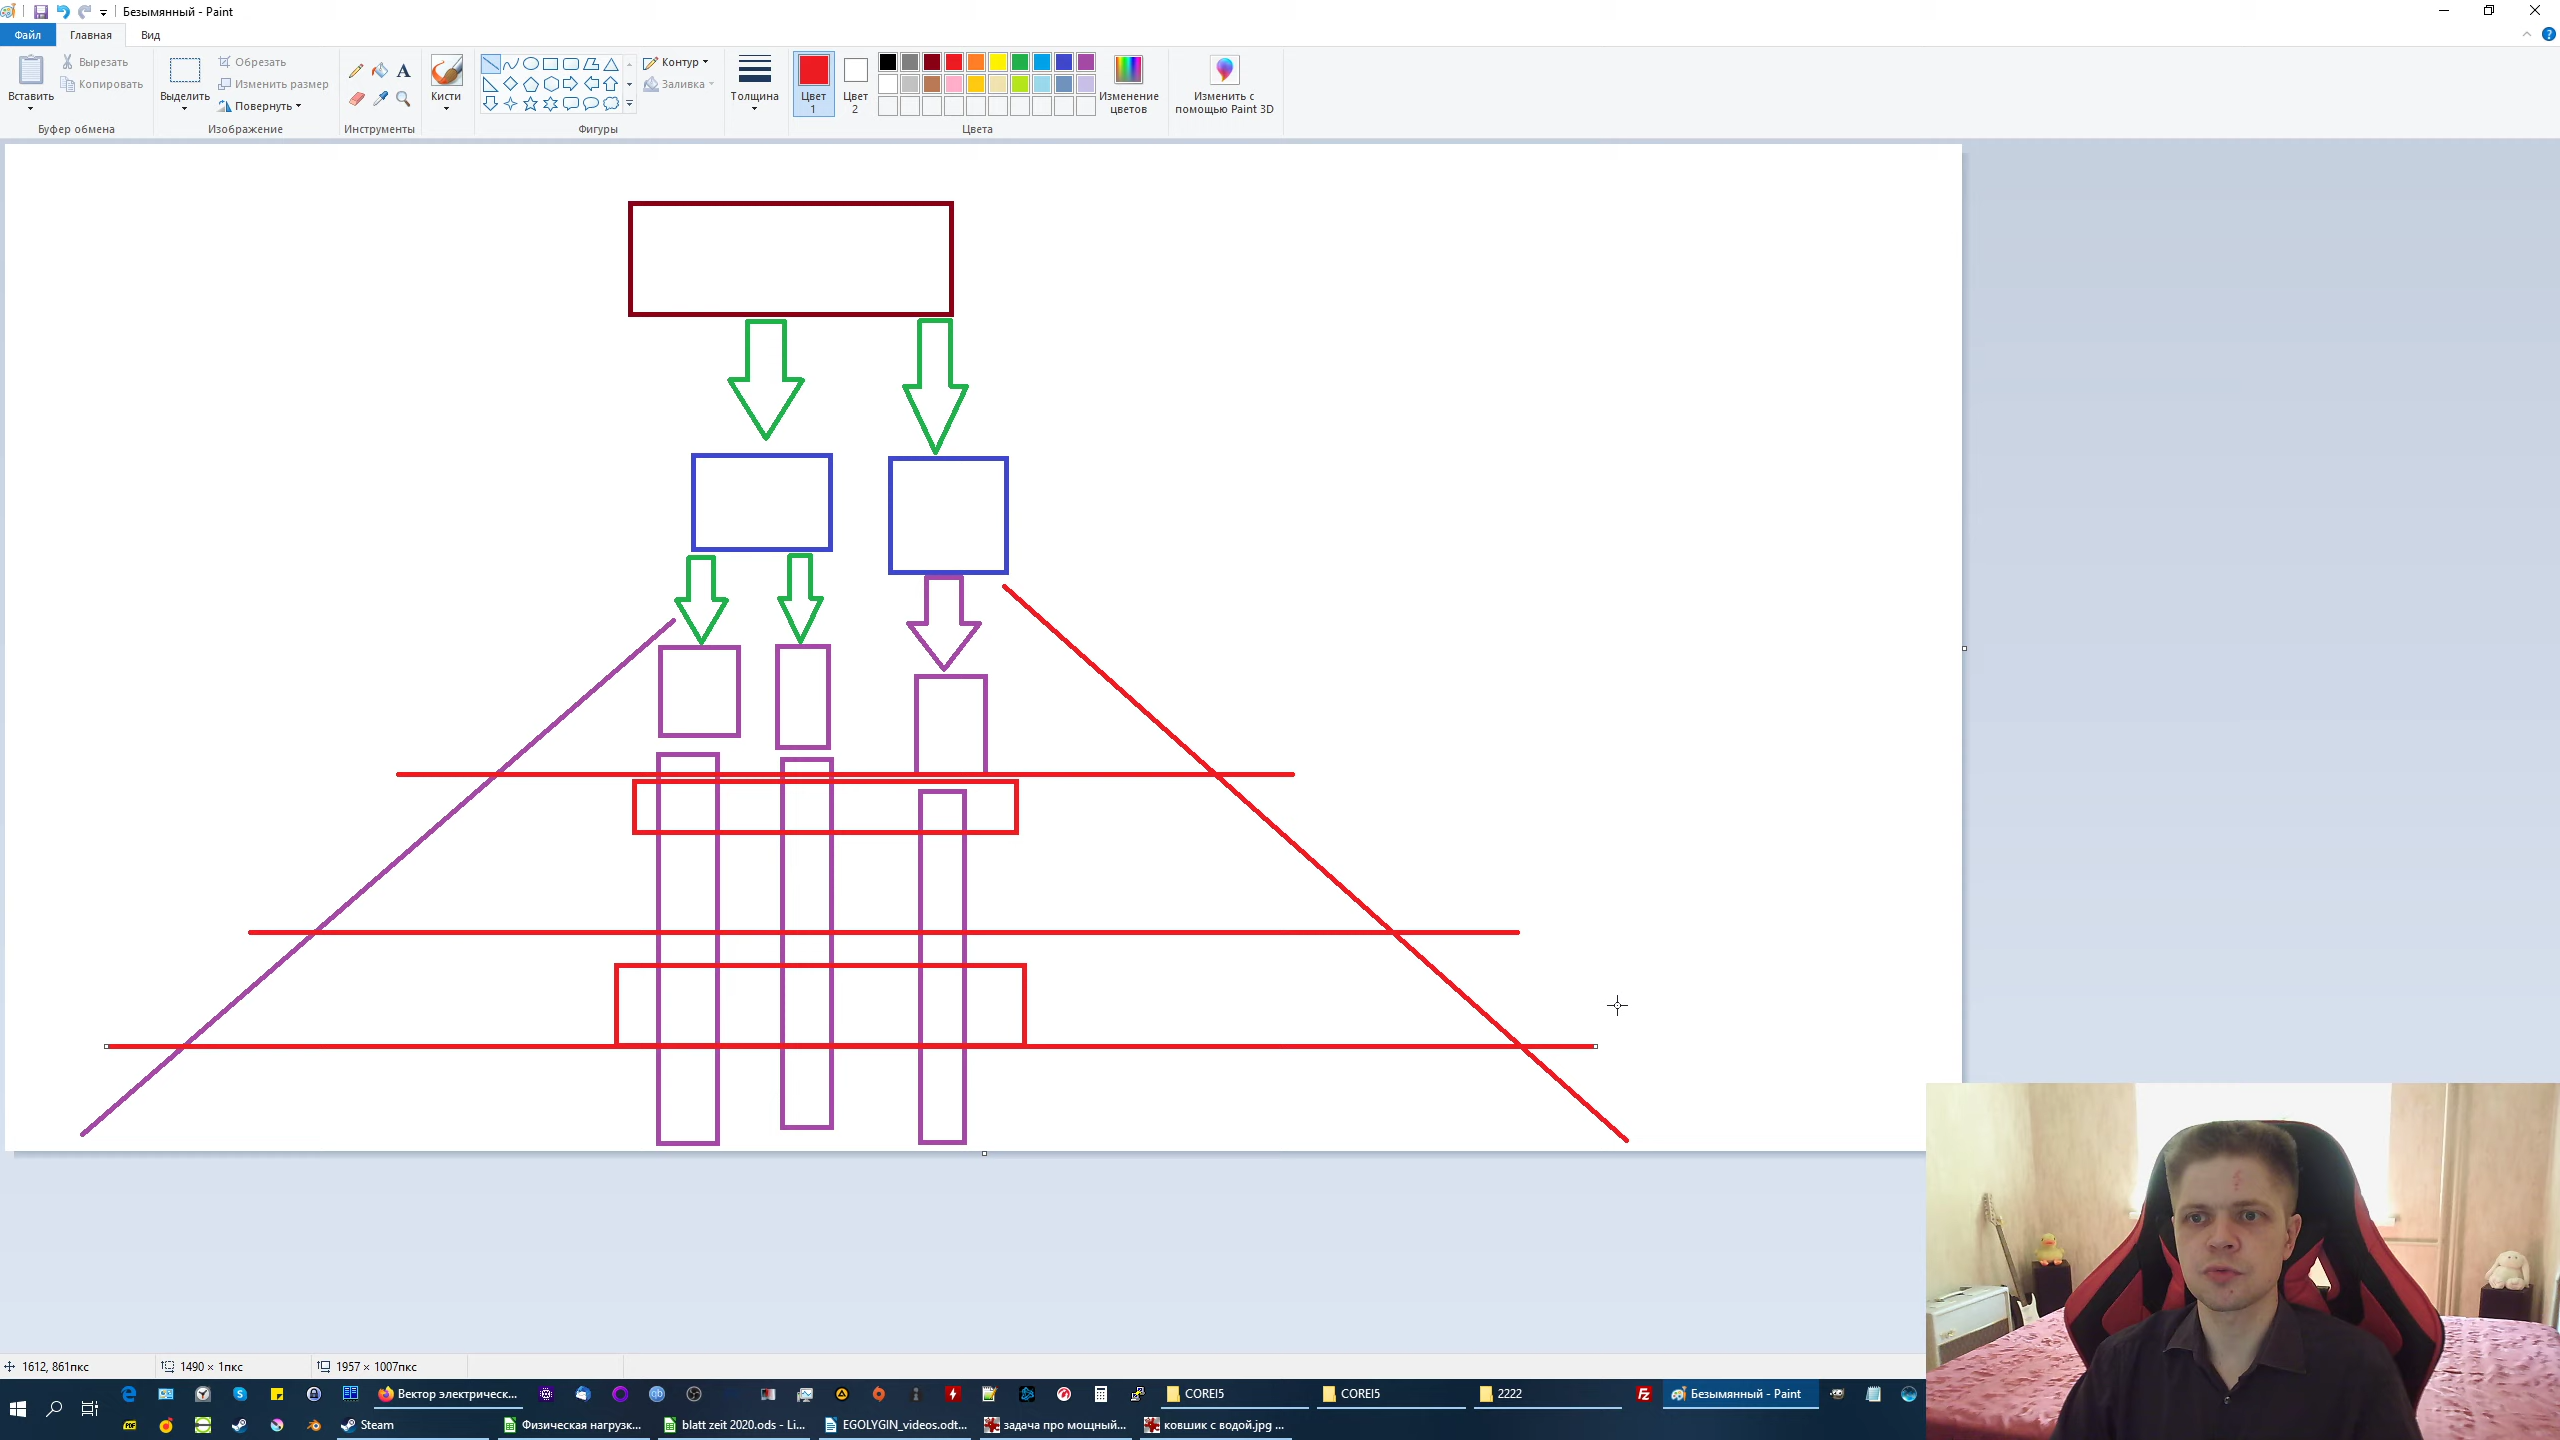 Безымянный - Paint
Файл
Главная
Вид
Вставить
Вырезать
Копировать
Буфер обмена
Выделить
Обрезать
Изменить размер
Повернуть
Изображение
A
Инструменты
Кисти
Фигуры
Контур
Заливка
Толщина
Цвет
1
Цвет
2
Цвета
Изменение
цветов
Изменить с
помощью Paint 3D
1612, 861пкс
1490 × 1пкс
1957 × 1007пкс
Вектор электрическ...
COREI5
COREI5
2222
Безымянный - Paint
Steam
Физическая нагрузк...
blatt zeit 2020.ods - Li...
EGOLYGIN_videos.odt...
задача про мощный...
ковшик с водой.jpg ...